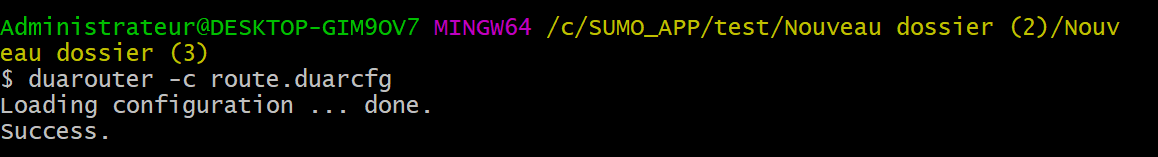 Administrateur@DESKTOP-GIM9OV7 MINGW64 /c/SUMO_APP/test/Nouveau dossier (2)/Nouv
eau dossier (3)
$ duarouter -c route.duarcfg
Loading configuration ... done.
Success.